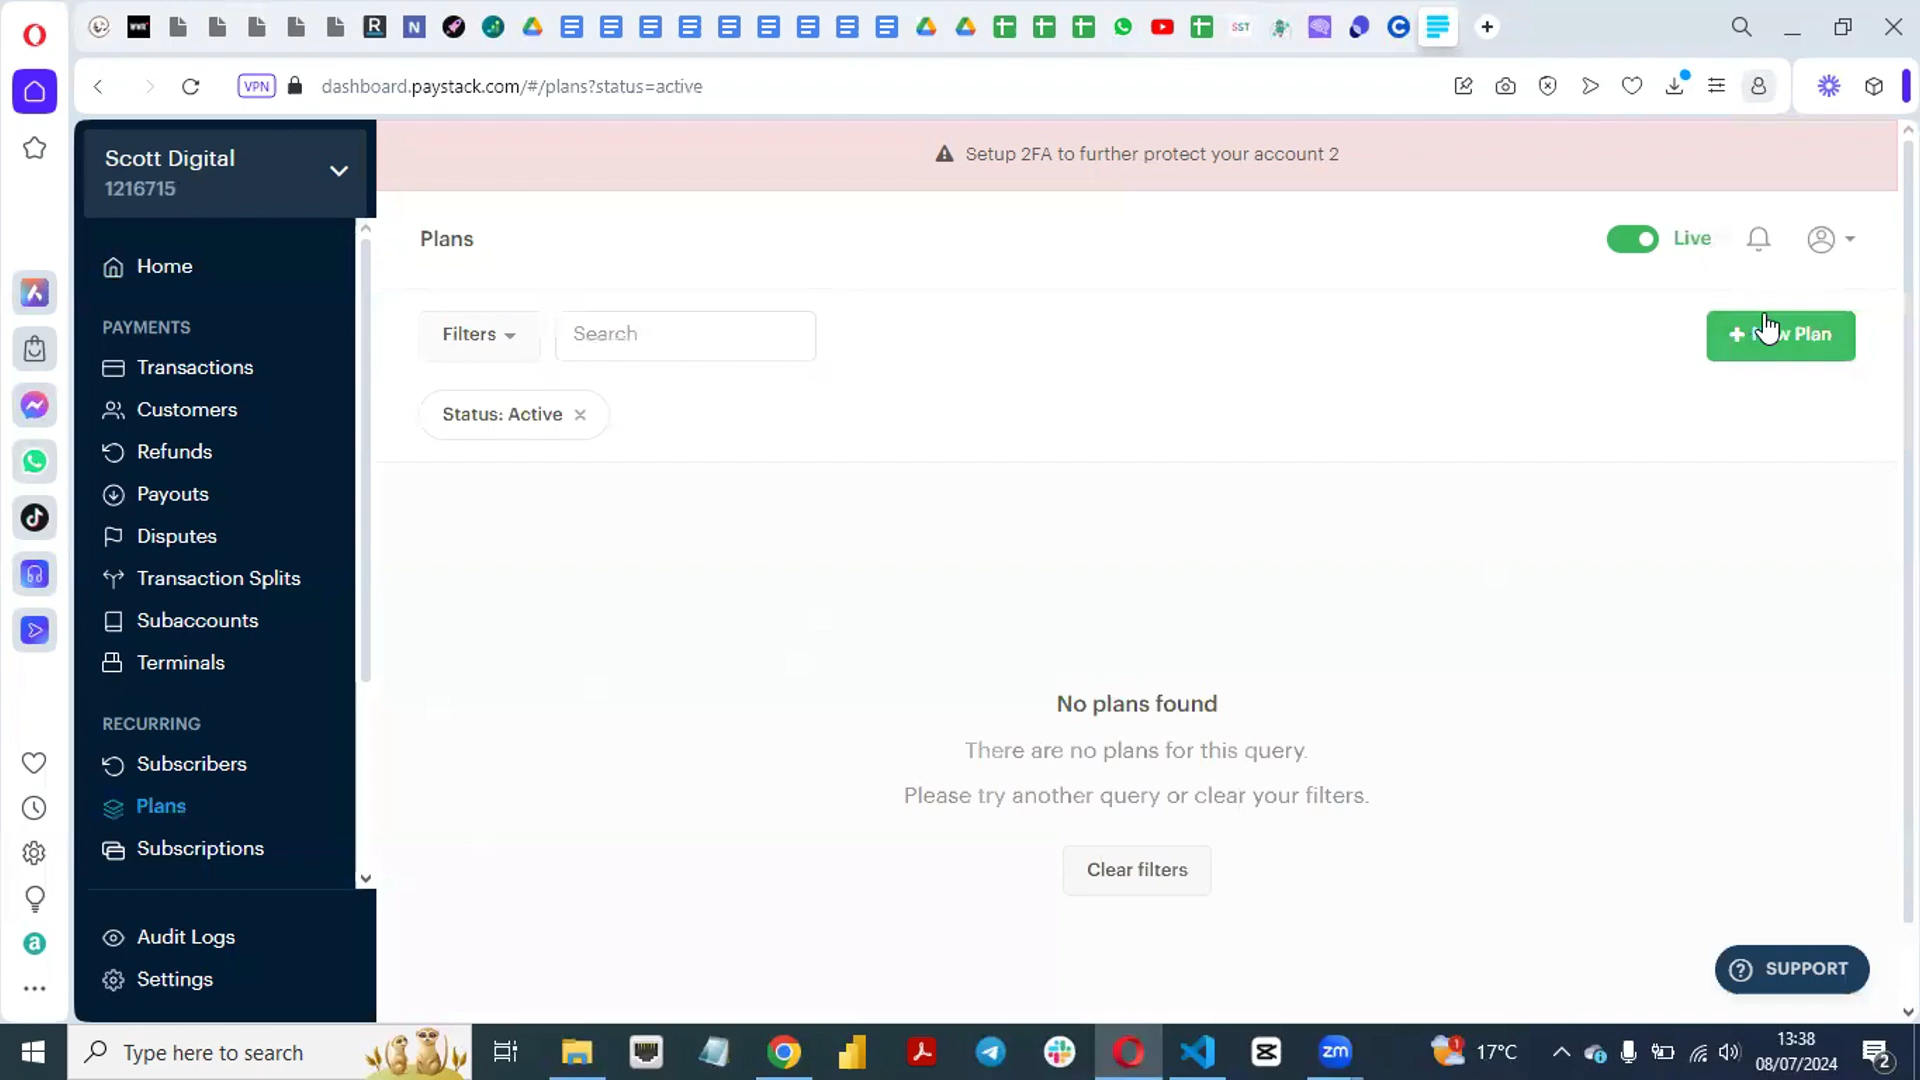 VPN
dashboard.paystack.com/#/plans?status=active
Scott Digital
1216715
Setup 2FA to further protect your account 2
Plans
Live
Home
PAYMENTS
Transactions
Customers
Refunds
Payouts
Disputes
Transaction Splits
Subaccounts
Terminals
RECURRING
Subscribers
Plans
Subscriptions
Audit Logs
Settings
Filters
Search
Plan
Status: Active
No plans found
There are no plans for this query.
Please try another query or clear your filters.
Clear filters
SUPPORT
Type here to search
zm
17°C
13:38
08/07/2024
2